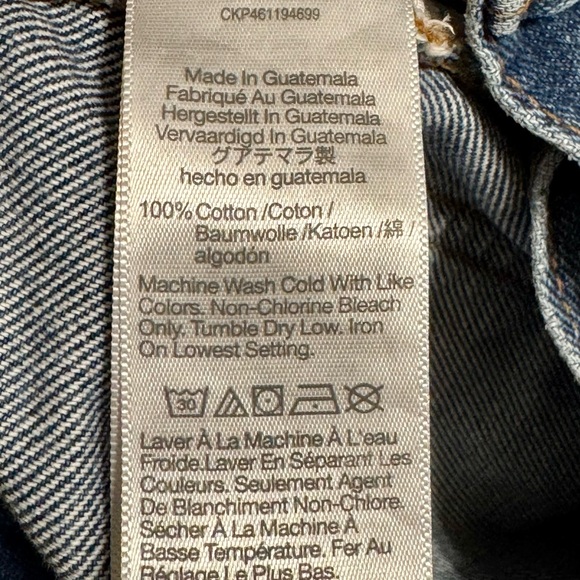 CKP461194699
Made In Guatemala
Fabriqué Au Guatemala
Hergestellt In Guatemala
Vervaardigd In Guatemala
グアテマラ製
hecho en guatemala
100% Cotton /Coton /
Baumwolle /Katoen /綿 /
algodón
Machine Wash Cold With Like
Colors. Non-Chlorine Bleach
Only. Tumble Dry Low. Iron
On Lowest Setting.
30
Laver À La Machine À L'eau
Froide.Laver En Séparant Les
Couleurs. Seulement Agent
De Blanchiment Non-Chlore.
Sécher À La Machine À
Basse Température. Fer Au
Réglage Le Plus Bas.